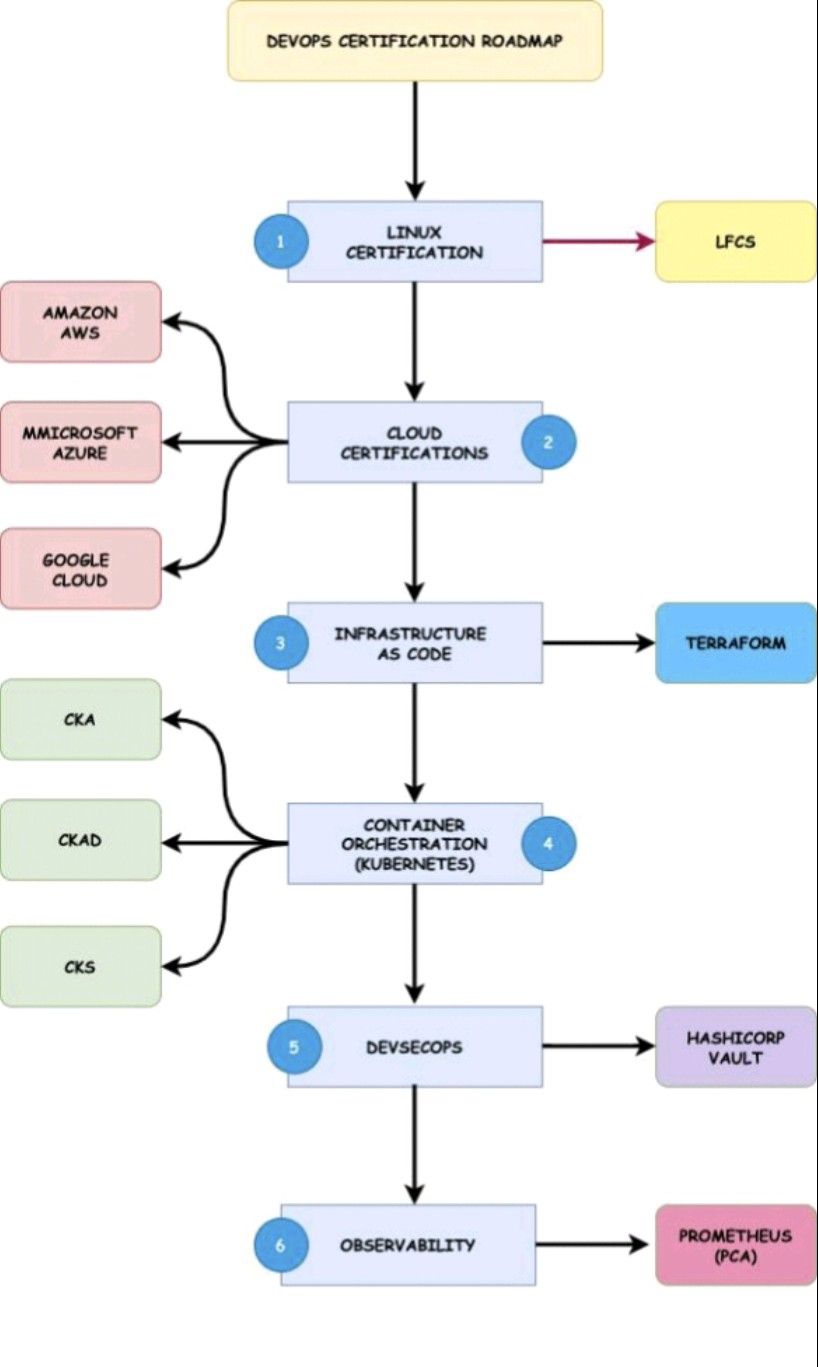 DEVOPS CERTIFICATION ROADMAP
1
LINUX
CERTIFICATION
LFCS
AMAZON
AWS
MMICROSOFT
AZURE
GOOGLE
CLOUD
CLOUD
CERTIFICATIONS
2
3
INFRASTRUCTURE
AS CODE
TERRAFORM
CKA
CKAD
CKS
CONTAINER
ORCHESTRATION
(KUBERNETES)
4
5
DEVSECOPS
HASHICORP
VAULT
6
OBSERVABILITY
PROMETHEUS
(PCA)